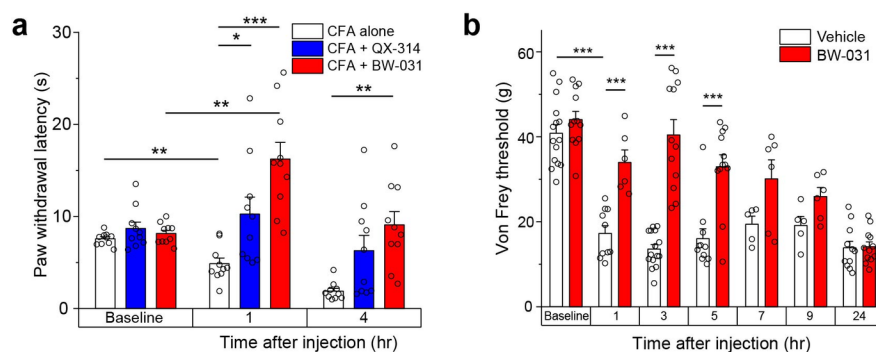 a
Paw withdrawal latency (s)
30
20
10
0
CFA alone
CFA + QX-314
CFA + BW-031
***
*
**
**
**
Baseline
1
4
Time after injection (hr)
b
Von Frey threshold (g)
60
40
20
0
Vehicle
BW-031
***
***
***
***
Baseline
1
3
5
7
9
24
Time after injection (hr)